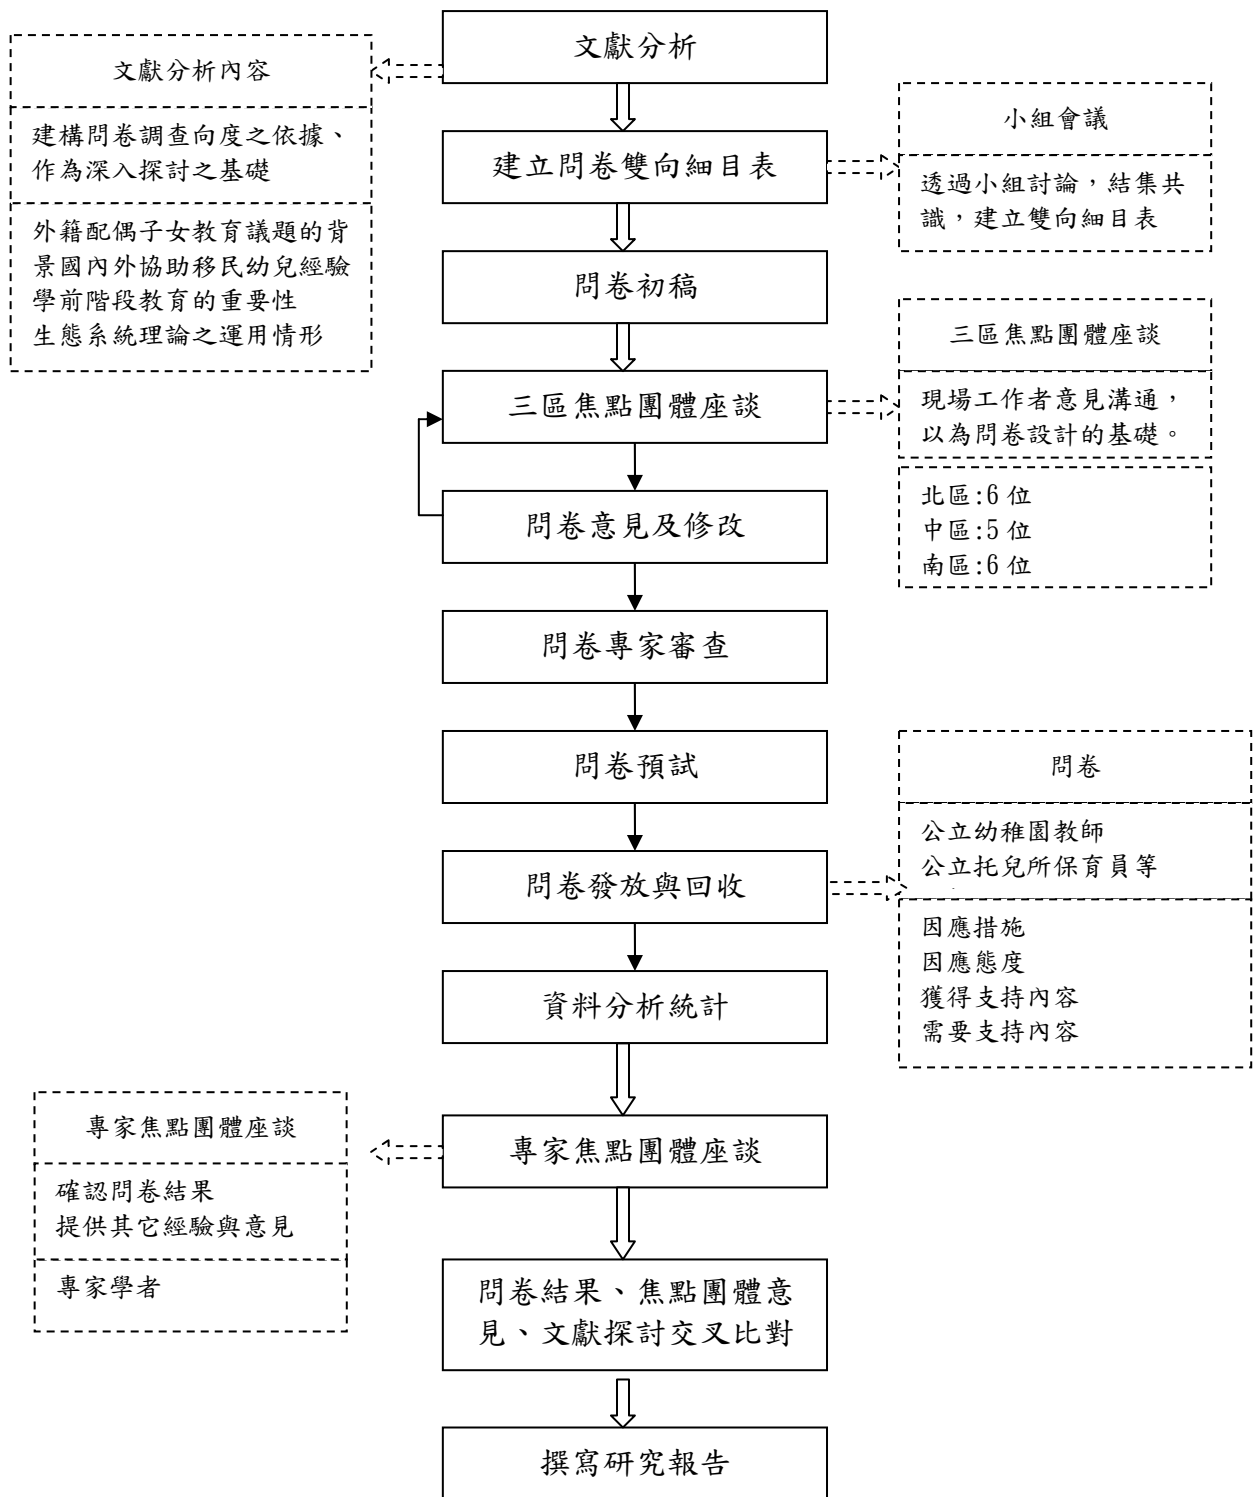 文獻分析
文獻分析內容
建構問卷調查向度之依據、
作為深入探討之基礎
外籍配偶子女教育議題的背
景國內外協助移民幼兒經驗
學前階段教育的重要性
生態系統理論之運用情形
建立問卷雙向細目表
小組會議
透過小組討論，結集共
識，建立雙向細目表
問卷初稿
三區焦點團體座談
三區焦點團體座談
現場工作者意見溝通，
以為問卷設計的基礎。
北區:6 位
中區:5 位
南區:6 位
問卷意見及修改
問卷專家審查
問卷預試
問卷發放與回收
問卷
公立幼稚園教師
公立托兒所保育員等
因應措施
因應態度
獲得支持內容
需要支持內容
資料分析統計
專家焦點團體座談
專家焦點團體座談
確認問卷結果
提供其它經驗與意見
專家學者
問卷結果、焦點團體意
見、文獻探討交叉比對
撰寫研究報告